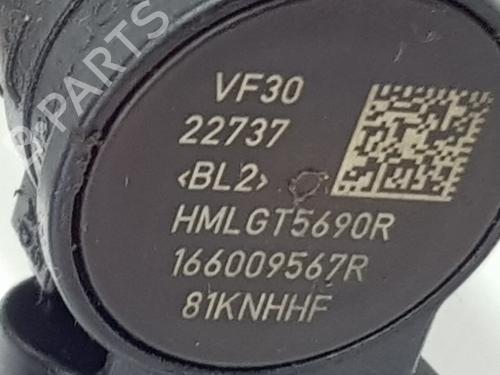 VF30
22737
<BL2>
HMLGT5690R
166009567R
81KNHHF